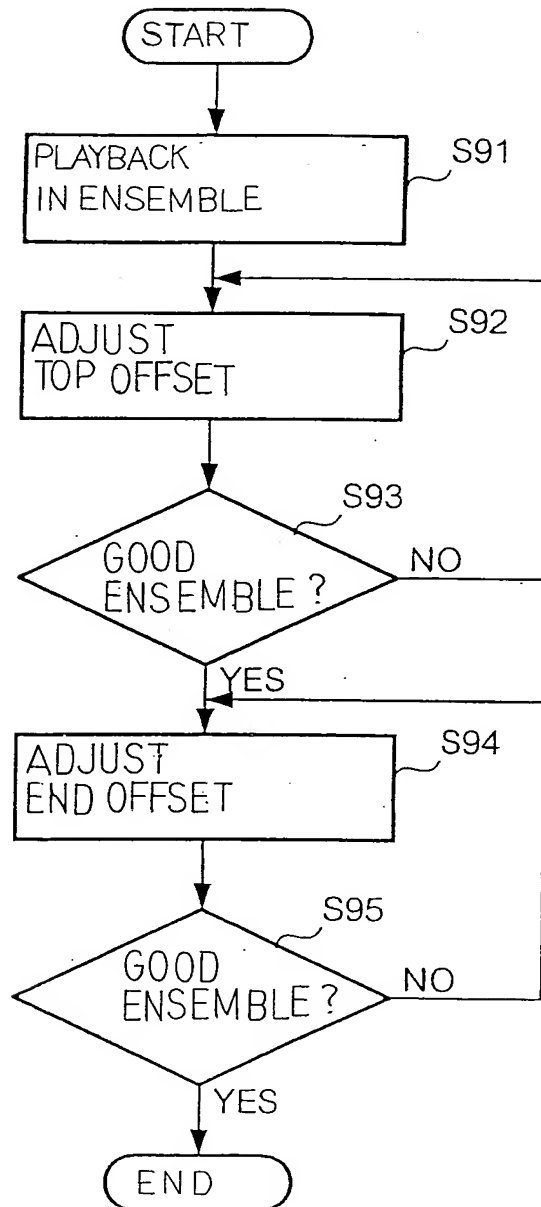 START
PLAYBACK
IN ENSEMBLE
S91
ADJUST
TOP OFFSET
S92
S93
GOOD
ENSEMBLE?
NO
YES
ADJUST
END OFFSET
S94
S95
GOOD
ENSEMBLE?
NO
YES
END